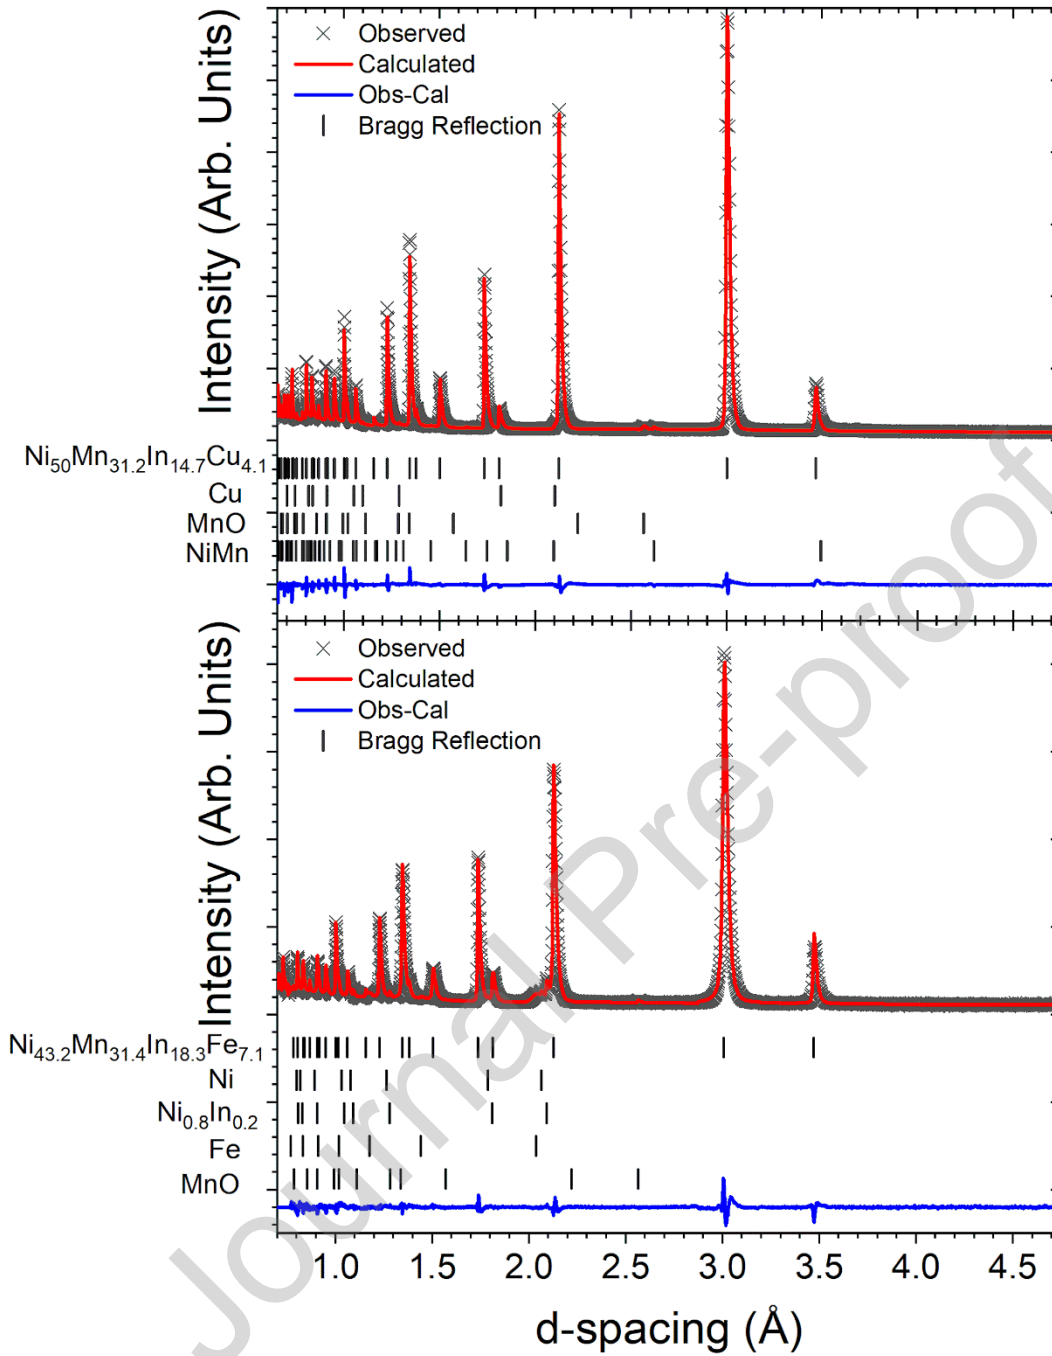 Intensity (Arb. Units)
Observed
Calculated
Obs-Cal
Bragg Reflection
Ni50Mn31.2In14.7Cu4.1
Cu
MnO
NiMn
Intensity (Arb. Units)
Observed
Calculated
Obs-Cal
Bragg Reflection
Ni43.2Mn31.4In18.3Fe7.1
Ni
Ni0.8In0.2
Fe
MnO
1.0 1.5 2.0 2.5 3.0 3.5 4.0 4.5
d-spacing (Å)
Journal Pre-proof